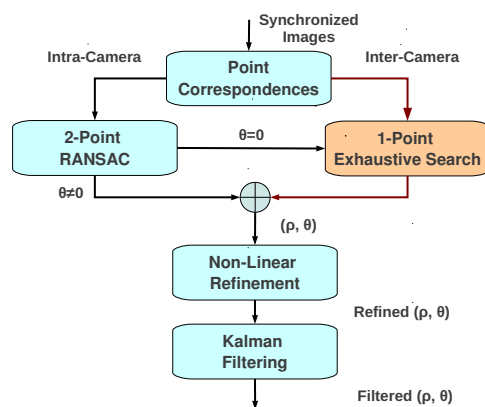 Synchronized
Images
Intra-Camera
Inter-Camera
Point
Correspondences
2-Point
RANSAC
θ=0
1-Point
Exhaustive Search
θ≠0
(ρ, θ)
Non-Linear
Refinement
Refined (ρ, θ)
Kalman
Filtering
Filtered (ρ, θ)